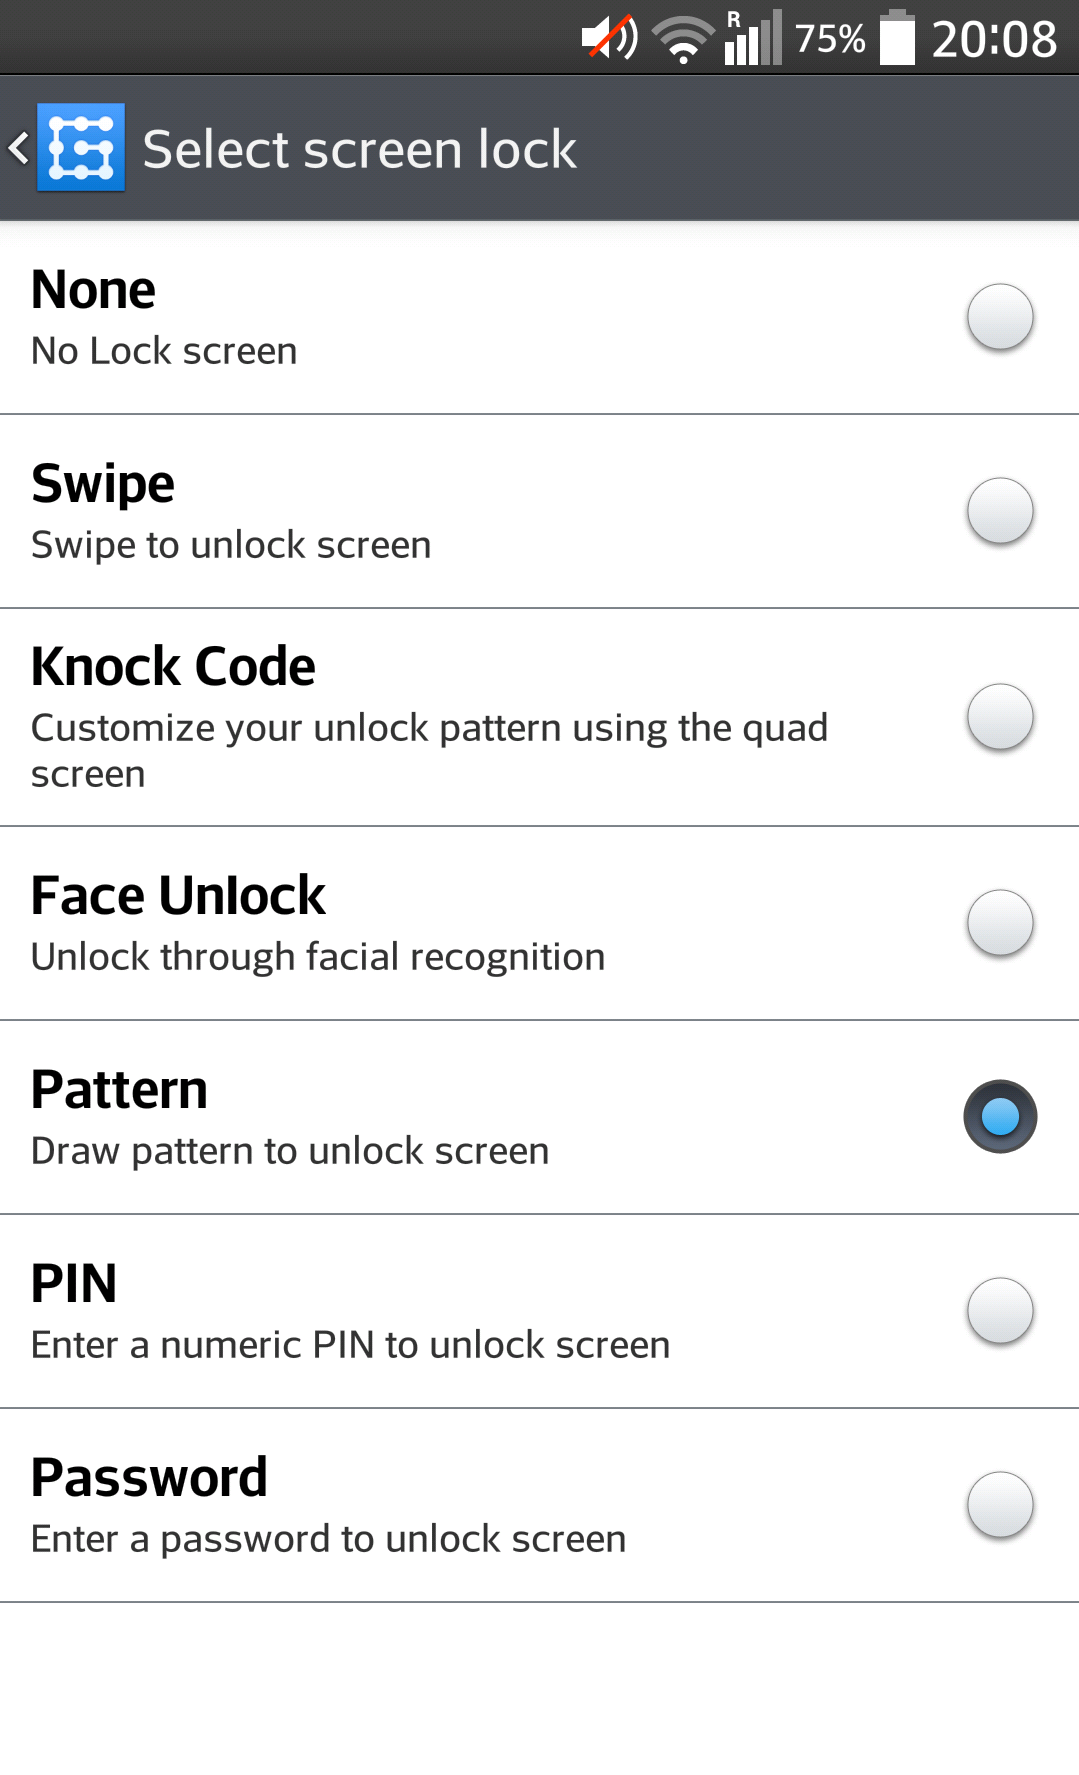 R 75% 20:08
Select screen lock
None
No Lock screen
Swipe
Swipe to unlock screen
Knock Code
Customize your unlock pattern using the quad
screen
Face Unlock
Unlock through facial recognition
Pattern
Draw pattern to unlock screen
PIN
Enter a numeric PIN to unlock screen
Password
Enter a password to unlock screen